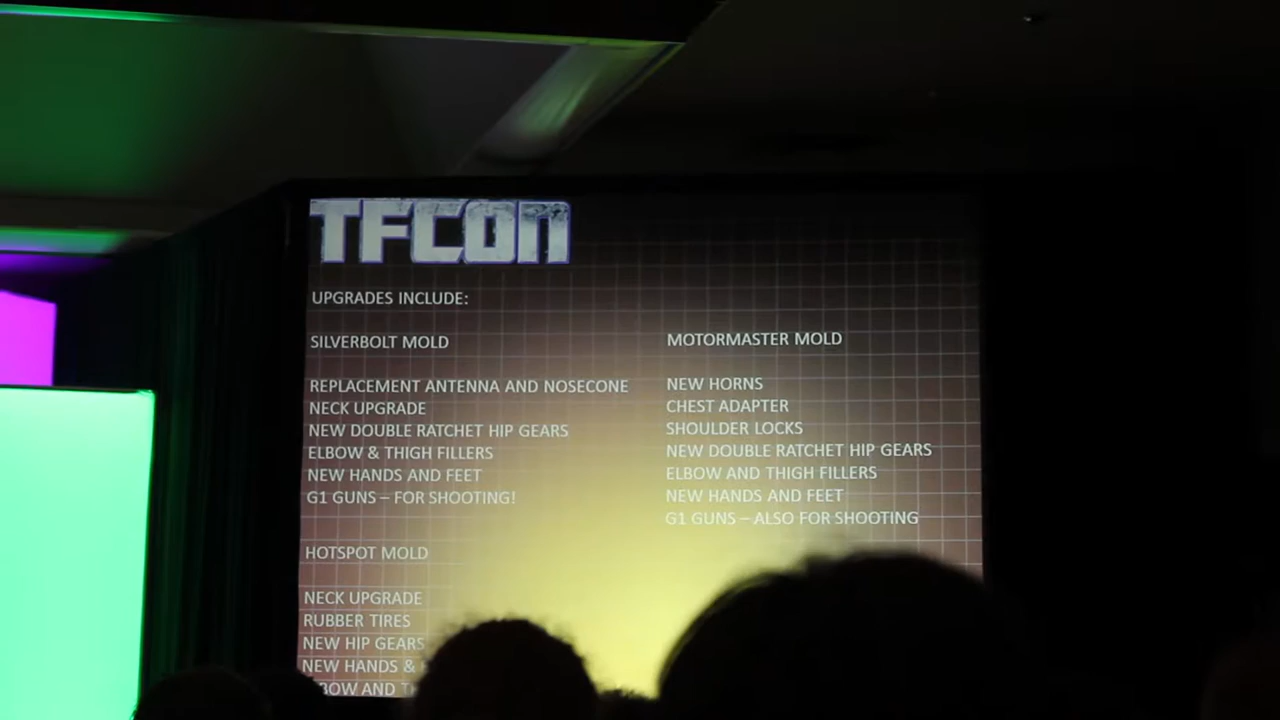 TFCON
UPGRADES INCLUDE:
SILVERBOLT MOLD
REPLACEMENT ANTENNA AND NOSECONE
NECK UPGRADE
NEW DOUBLE RATCHET HIP GEARS
ELBOW & THIGH FILLERS
NEW HANDS AND FEET
G1 GUNS – FOR SHOOTING!
HOTSPOT MOLD
NECK UPGRADE
RUBBER TIRES
NEW HIP GEARS
NEW HANDS &
AND
MOTORMASTER MOLD
NEW HORNS
CHEST ADAPTER
SHOULDER LOCKS
NEW DOUBLE RATCHET HIP GEARS
ELBOW AND THIGH FILLERS
NEW HANDS AND FEET
G1 GUNS – ALSO FOR SHOOTING